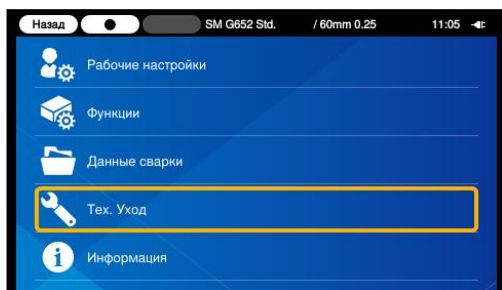 Назад SM G652 Std. / 60mm 0.25 11:05
Рабочие настройки
Функции
Данные сварки
Тех. Уход
Информация